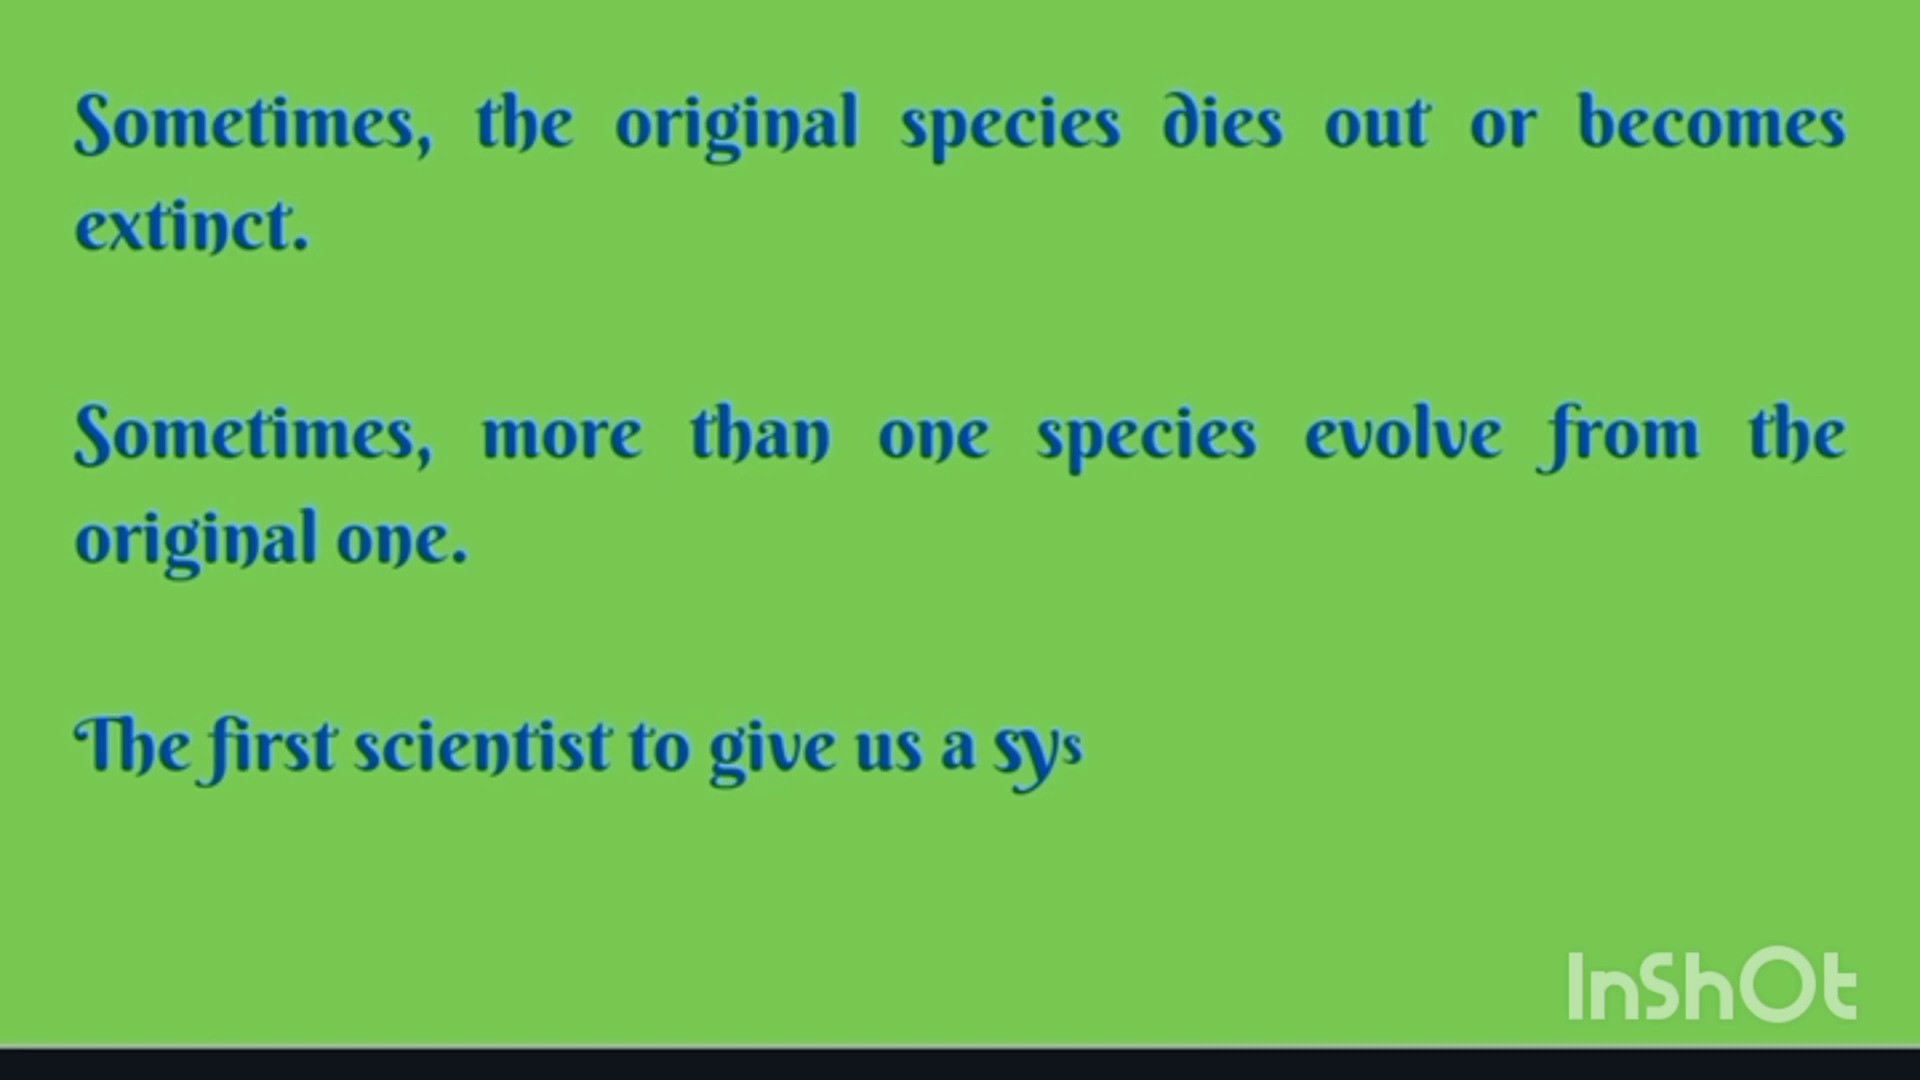 Sometimes, the original species dies out or becomes
extinct.
Sometimes, more than one species evolve from the
original one.
The first scientist to give us a sys
InShOt